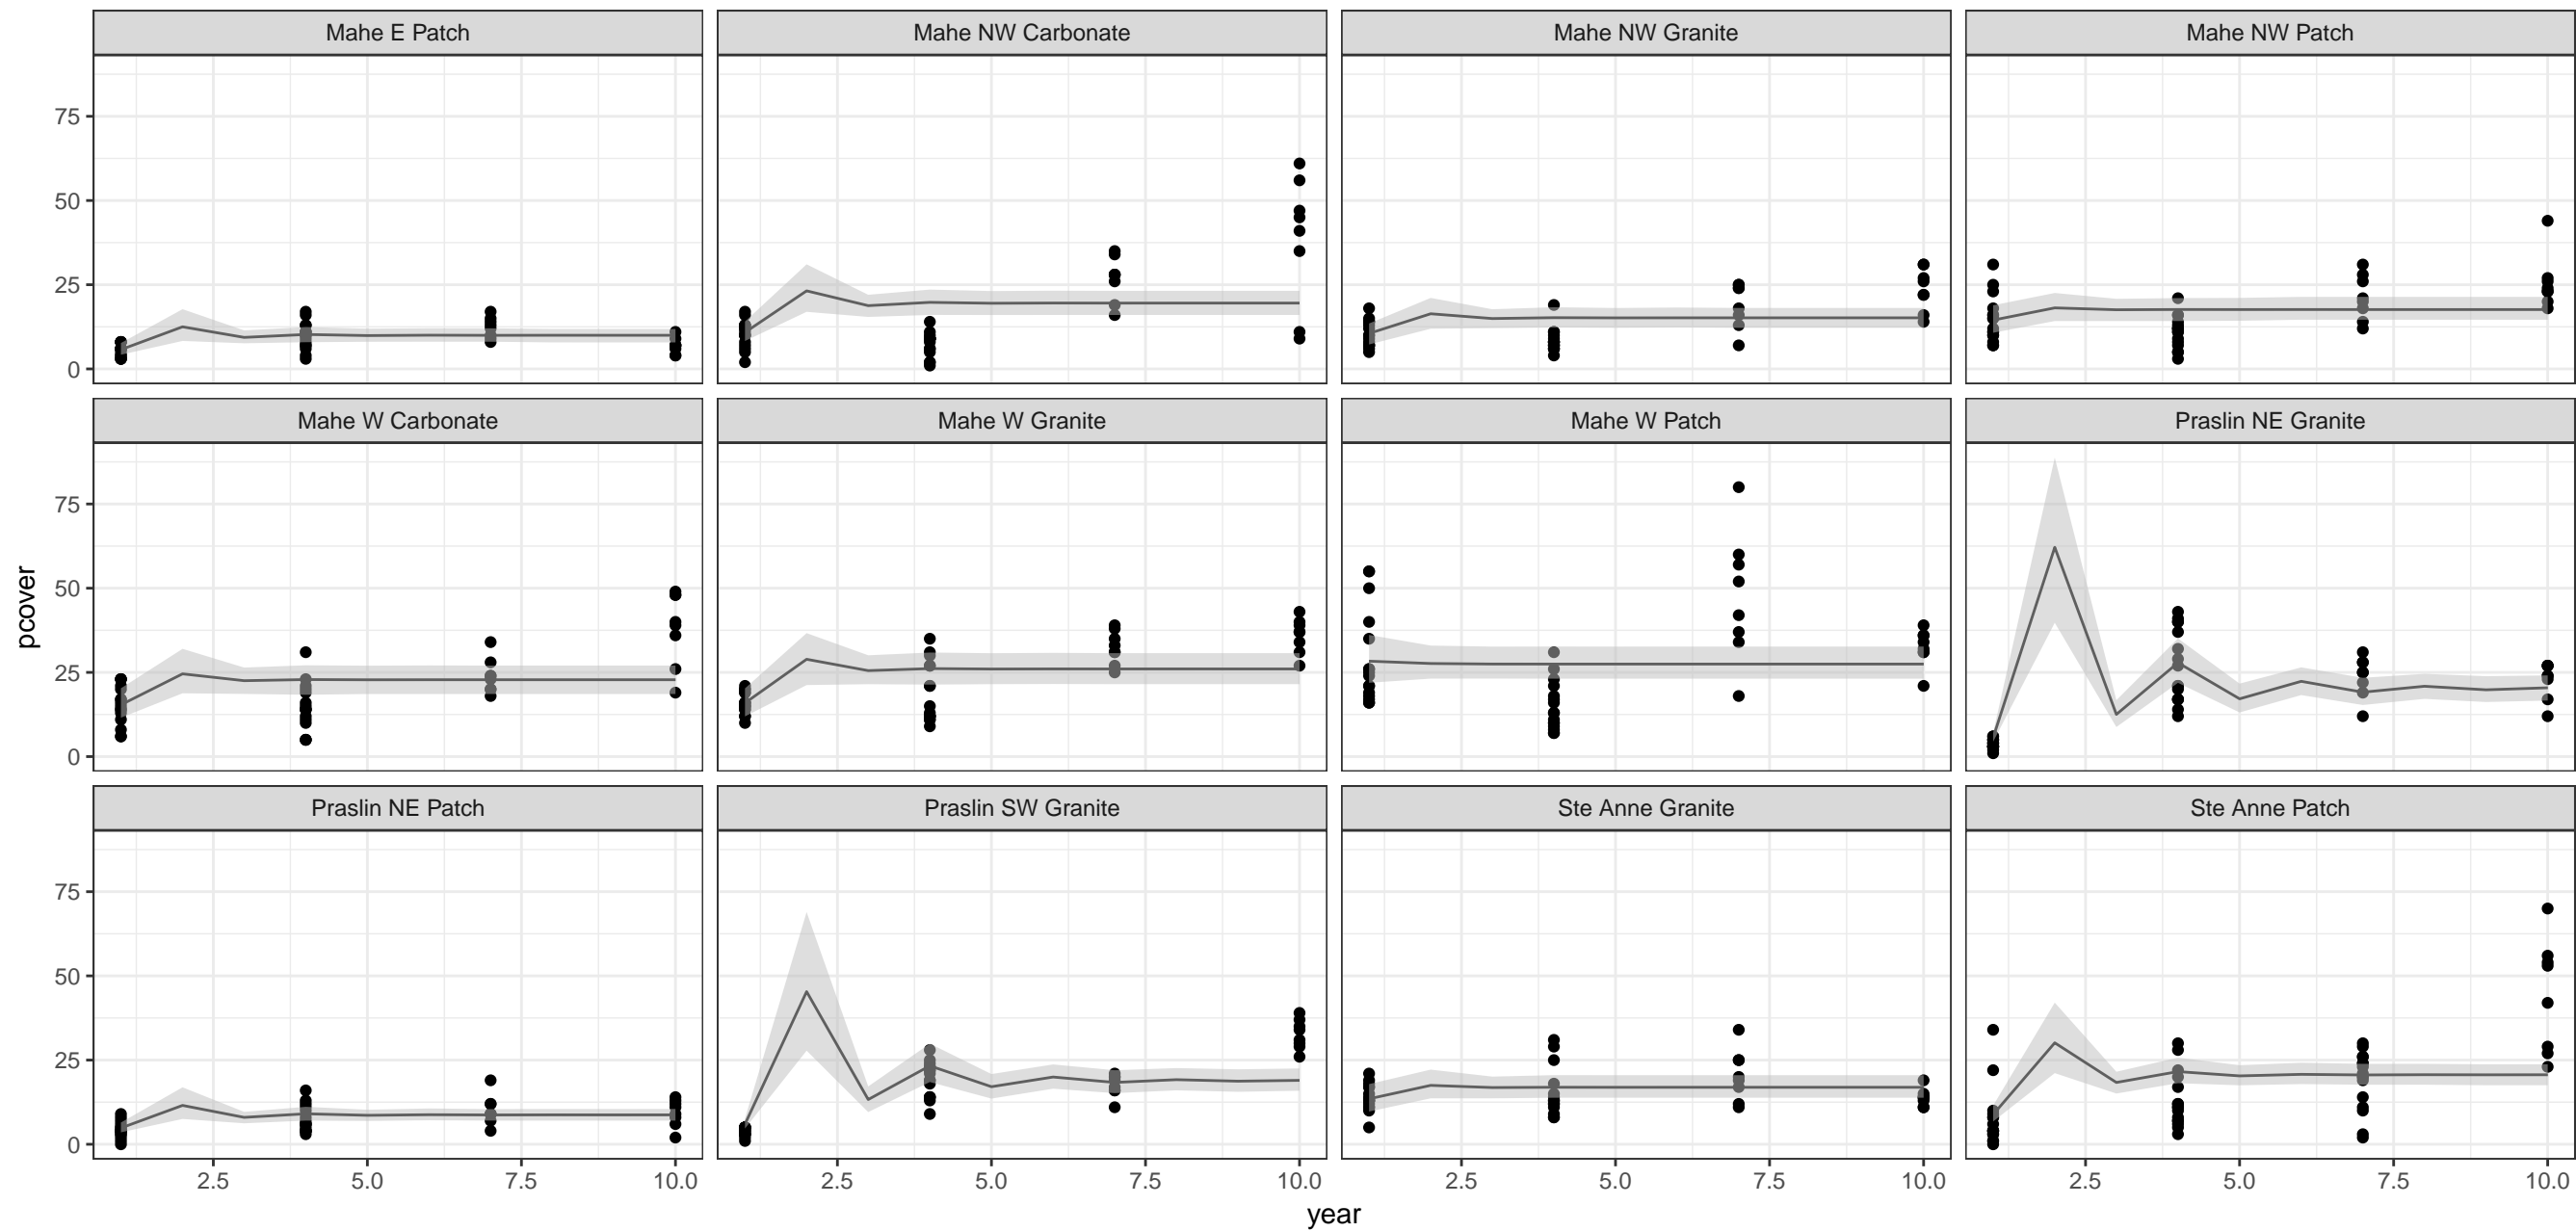 Mahe E Patch
Mahe NW Carbonate
Mahe NW Granite
Mahe NW Patch
75
50
25
0
Mahe W Carbonate
Mahe W Granite
Mahe W Patch
Praslin NE Granite
75
50
25
0
pcover
Praslin NE Patch
Praslin SW Granite
Ste Anne Granite
Ste Anne Patch
75
50
25
0
2.5 5.0 7.5 10.0 2.5 5.0 7.5 10.0 2.5 5.0 7.5 10.0 2.5 5.0 7.5 10.0
year